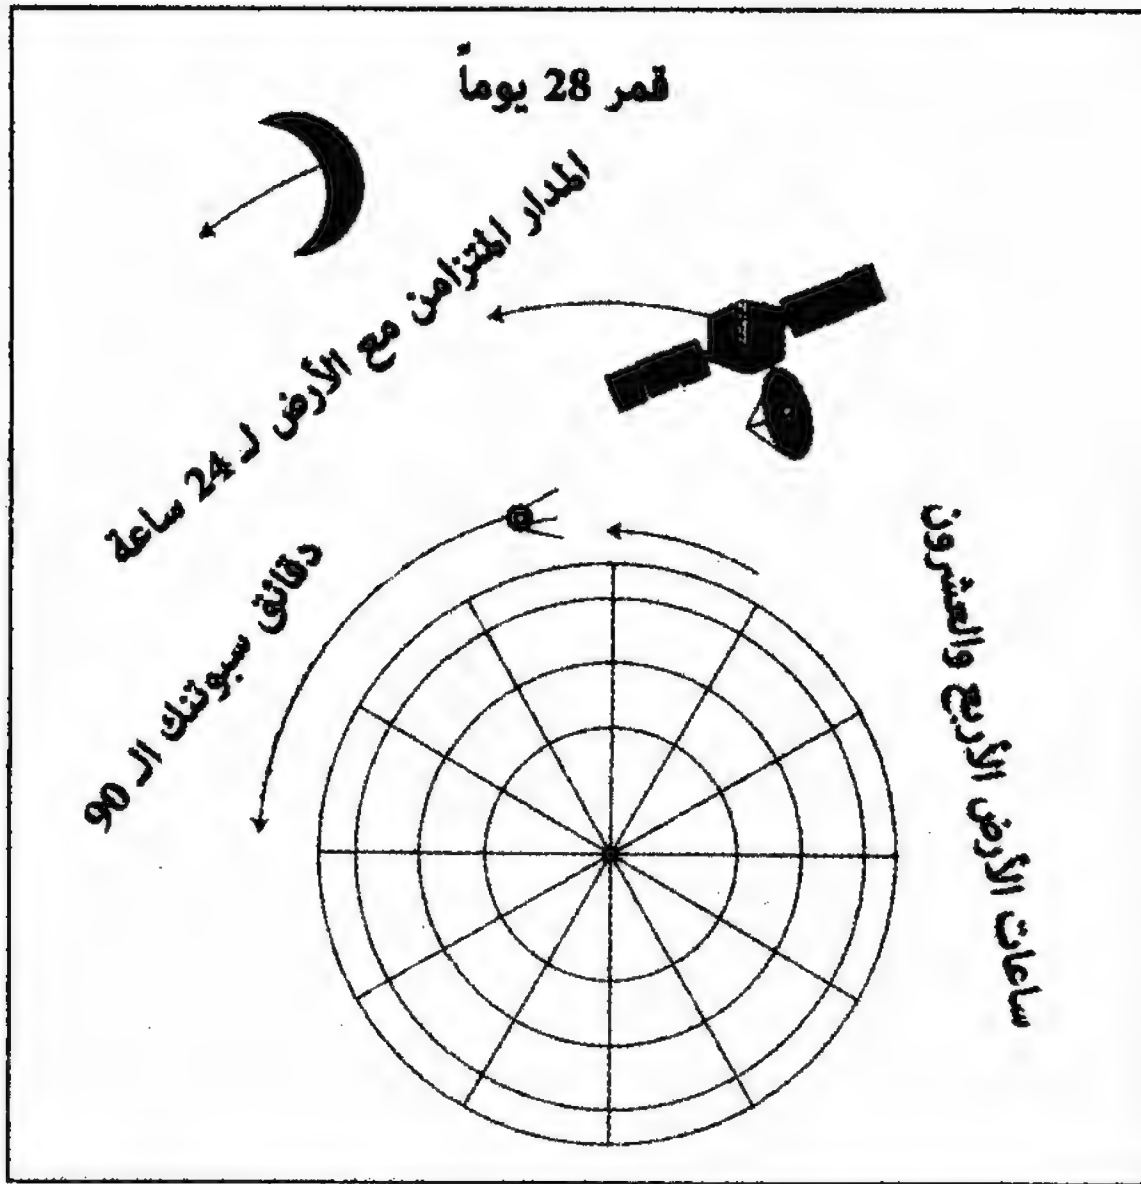 قمر 28 يوماً
المدار المتزامن مع الأرض لـ 24 ساعة
دقائق سبوتنك الـ 90
ساعات الأرض الأربع والعشرون